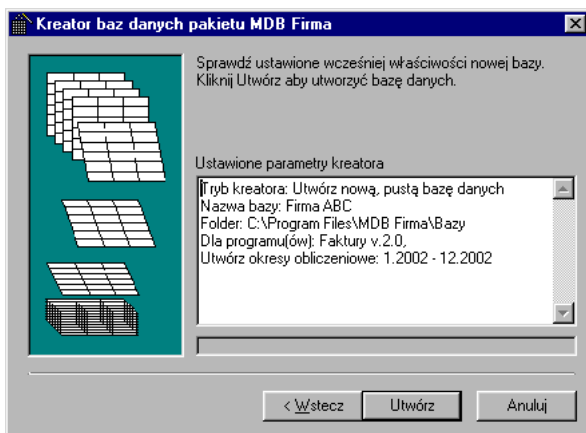 Kreator baz danych pakietu MDB Firma
Sprawdź ustawione wcześniej właściwości nowej bazy.
Kliknij Utwórz aby utworzyć bazę danych.
Ustawione parametry kreatora
Tryb kreatora: Utwórz nową, pustą bazę danych
Nazwa bazy: Firma ABC
Folder: C:\Program Files\MDB Firma\Bazy
Dla programu(ów): Faktury v.2.0,
Utwórz okresy obliczeniowe: 1.2002 - 12.2002
< Wstecz
Utwórz
Anuluj